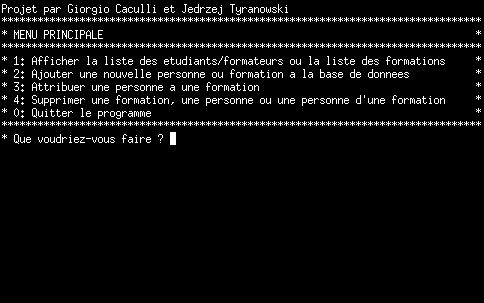 Projet par Giorgio Caculli et Jedrzej Tyranowski
********************************************************************************
* MENU PRINCIPALE *
********************************************************************************
* 1: Afficher la liste des etudiants/formateurs ou la liste des formations *
* 2: Ajouter une nouvelle personne ou formation a la base de donnees *
* 3: Attribuer une personne a une formation *
* 4: Supprimer une formation, une personne ou une personne d'une formation *
* 0: Quitter le programme *
********************************************************************************
* Que voudriez-vous faire ?